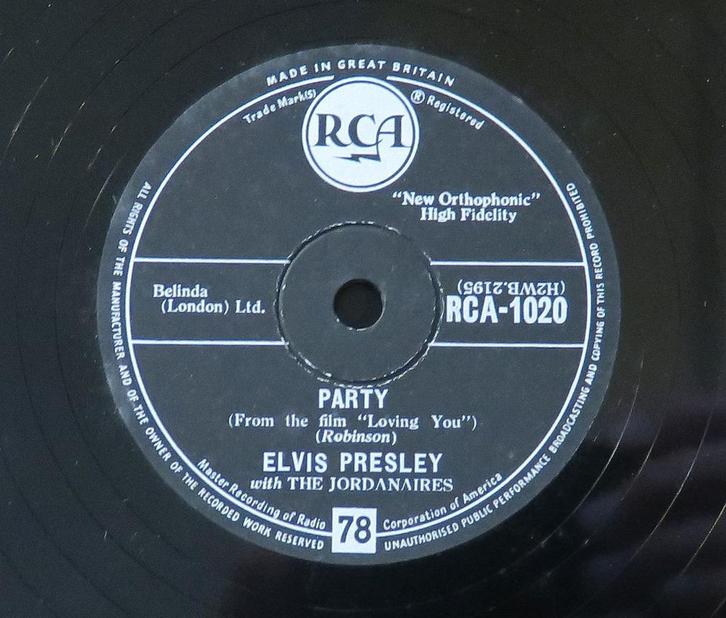 MADE IN GREAT BRITAIN
Trade Mark(s)
® Registered
RCA
"New Orthophonic"
High Fidelity
Belinda
(London) Ltd.
(H2WB.2195)
RCA-1020
PARTY
(From the film "Loving You")
(Robinson)
ELVIS PRESLEY
with THE JORDANAIRES
Master Recording of Radio Corporation of America
78
ALL RIGHTS OF THE MANUFACTURER AND OF THE OWNER OF THE RECORDED WORK RESERVED
UNAUTHORISED PUBLIC PERFORMANCE BROADCASTING AND COPYING OF THIS RECORD PROHIBITED